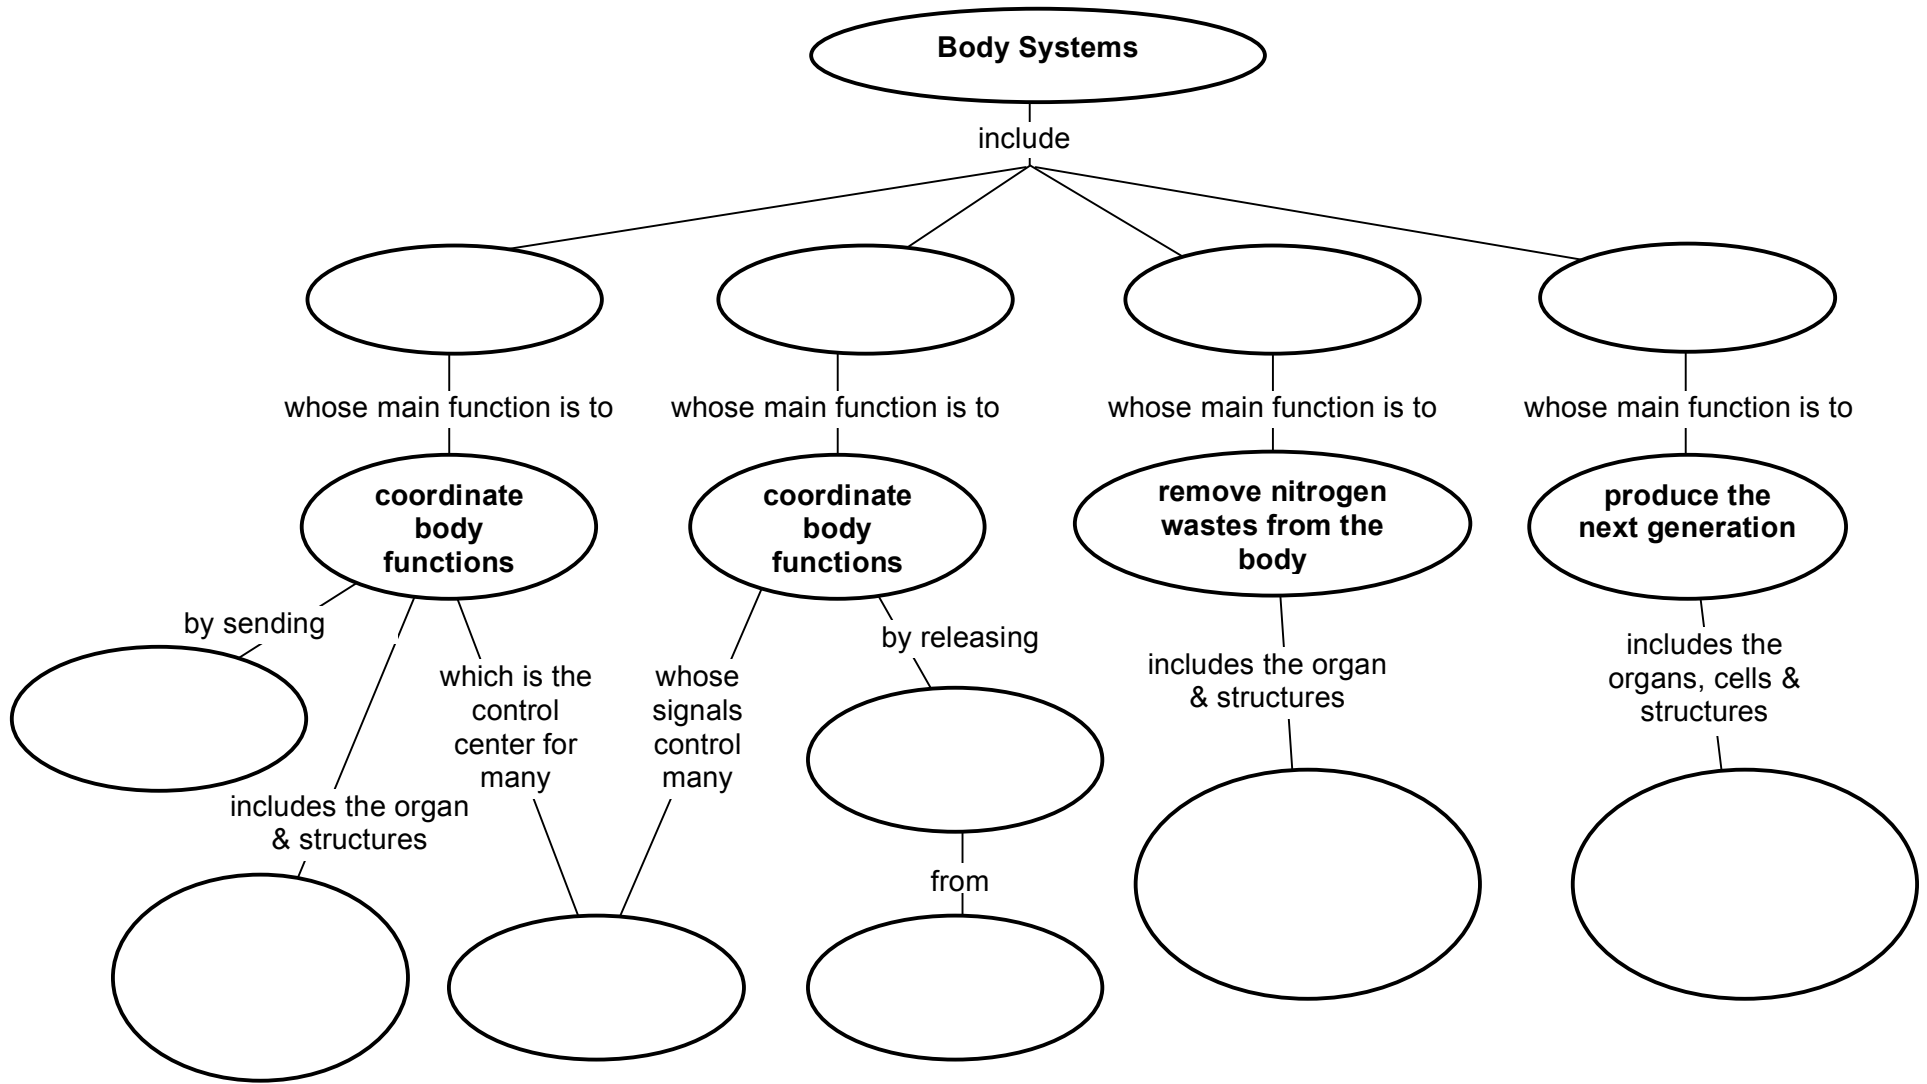 Body Systems
include
whose main function is to
whose main function is to
whose main function is to
whose main function is to
coordinate
body
functions
coordinate
body
functions
remove nitrogen
wastes from the
body
produce the
next generation
by sending
by releasing
which is the
control
center for
many
whose
signals
control
many
includes the organ
& structures
includes the
organs, cells &
structures
includes the organ
& structures
from